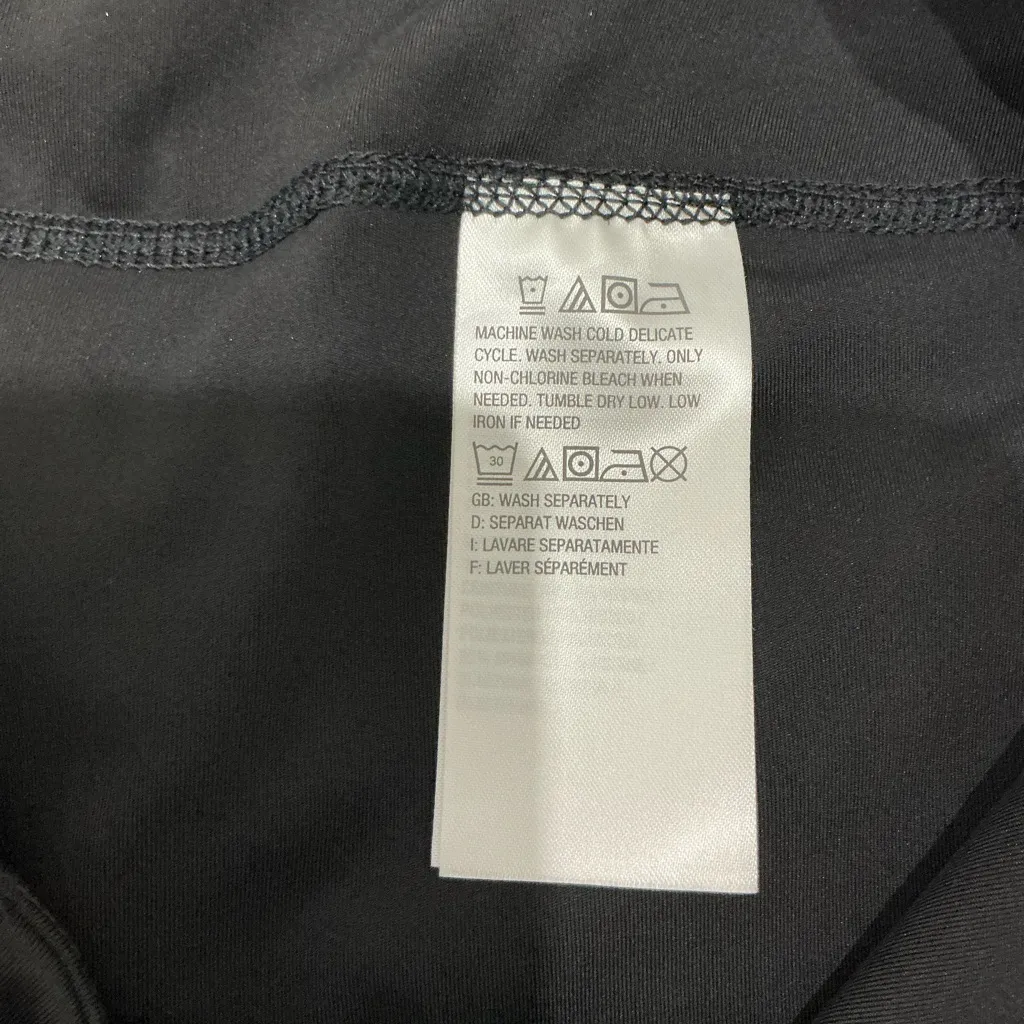 MACHINE WASH COLD DELICATE
CYCLE. WASH SEPARATELY. ONLY
NON-CHLORINE BLEACH WHEN
NEEDED. TUMBLE DRY LOW. LOW
IRON IF NEEDED
30
GB: WASH SEPARATELY
D: SEPARAT WASCHEN
I: LAVARE SEPARATAMENTE
F: LAVER SÉPARÉMENT